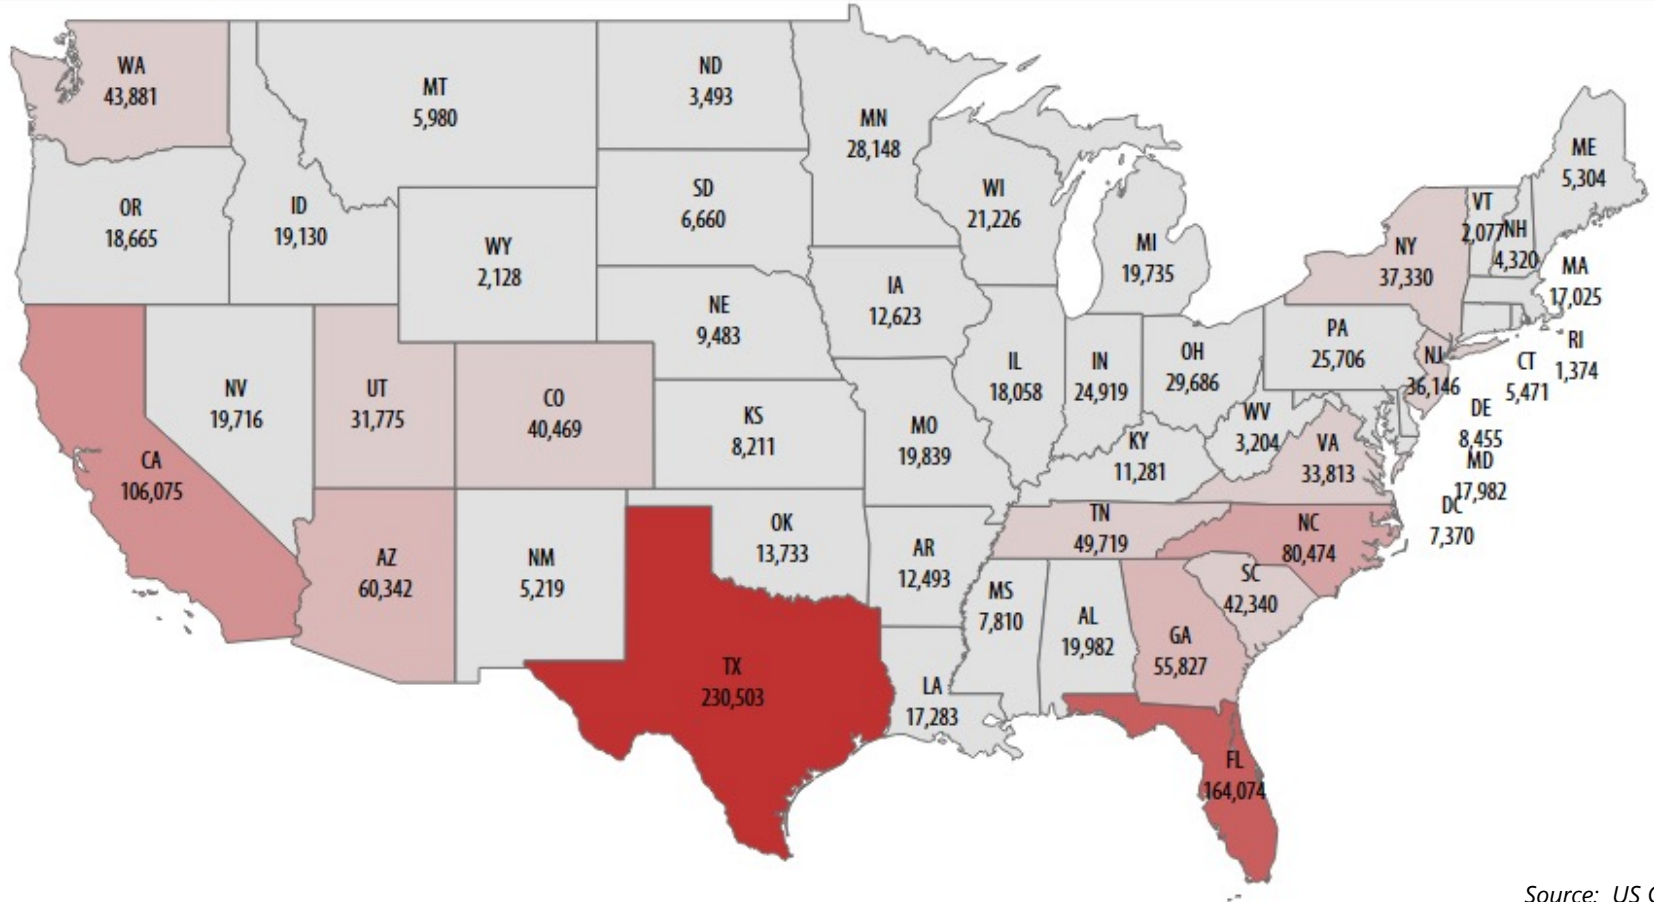 WA
43,881
MT
5,980
ND
3,493
MN
28,148
OR
18,665
ID
19,130
WY
2,128
SD
6,660
WI
21,226
MI
19,735
NY
37,330
VT
2,077
NH
4,320
ME
5,304
MA
17,025
RI
1,374
CT
5,471
NE
9,483
IA
12,623
IL
18,058
IN
24,919
OH
29,686
PA
25,706
NJ
36,146
DE
8,455
MD
17,982
DC
7,370
CA
106,075
NV
19,716
UT
31,775
CO
40,469
KS
8,211
MO
19,839
KY
11,281
WV
3,204
VA
33,813
AZ
60,342
NM
5,219
OK
13,733
AR
12,493
TN
49,719
NC
80,474
SC
42,340
TX
230,503
LA
17,283
MS
7,810
AL
19,982
GA
55,827
FL
164,074
Source: US